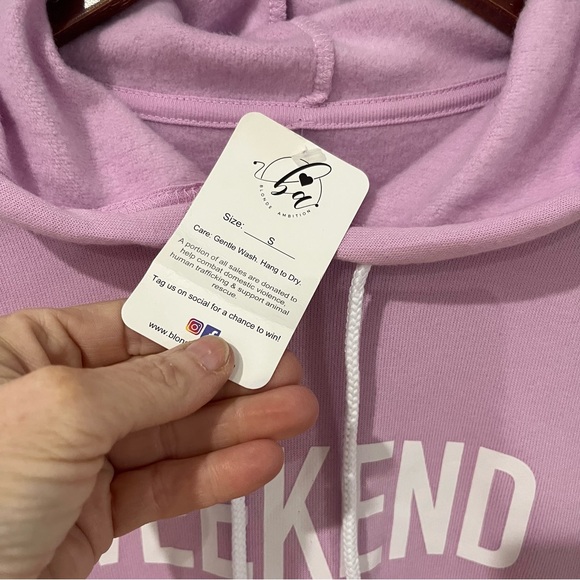 ba
BLONDE AMBITION
Size: S
Care: Gentle Wash. Hang to Dry.
A portion of all sales are donated to
help combat domestic violence,
human trafficking & support animal
rescue.
Tag us on social for a chance to win!
www.blon
WEEKEND